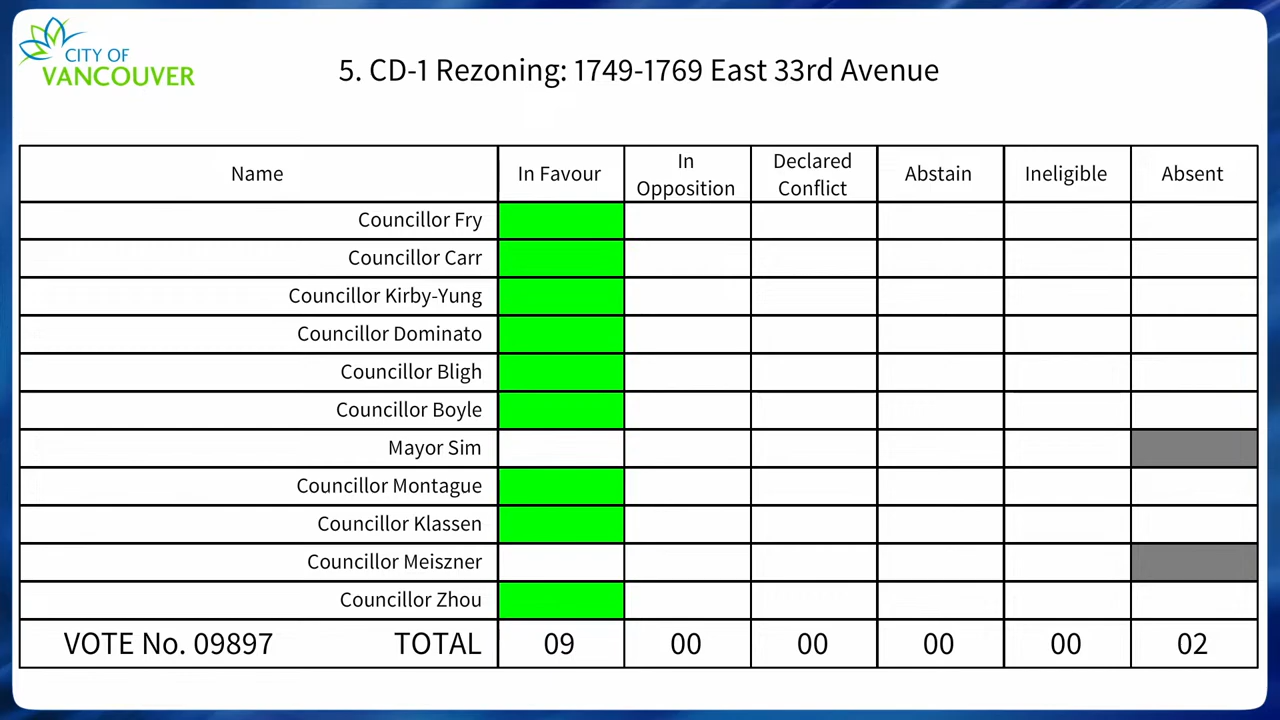 CITY OF
VANCOUVER
5. CD-1 Rezoning: 1749-1769 East 33rd Avenue
Name In Favour In Opposition Declared Conflict Abstain Ineligible Absent
Councillor Fry
Councillor Carr
Councillor Kirby-Yung
Councillor Dominato
Councillor Bligh
Councillor Boyle
Mayor Sim
Councillor Montague
Councillor Klassen
Councillor Meiszner
Councillor Zhou
VOTE No. 09897 TOTAL 09 00 00 00 00 02